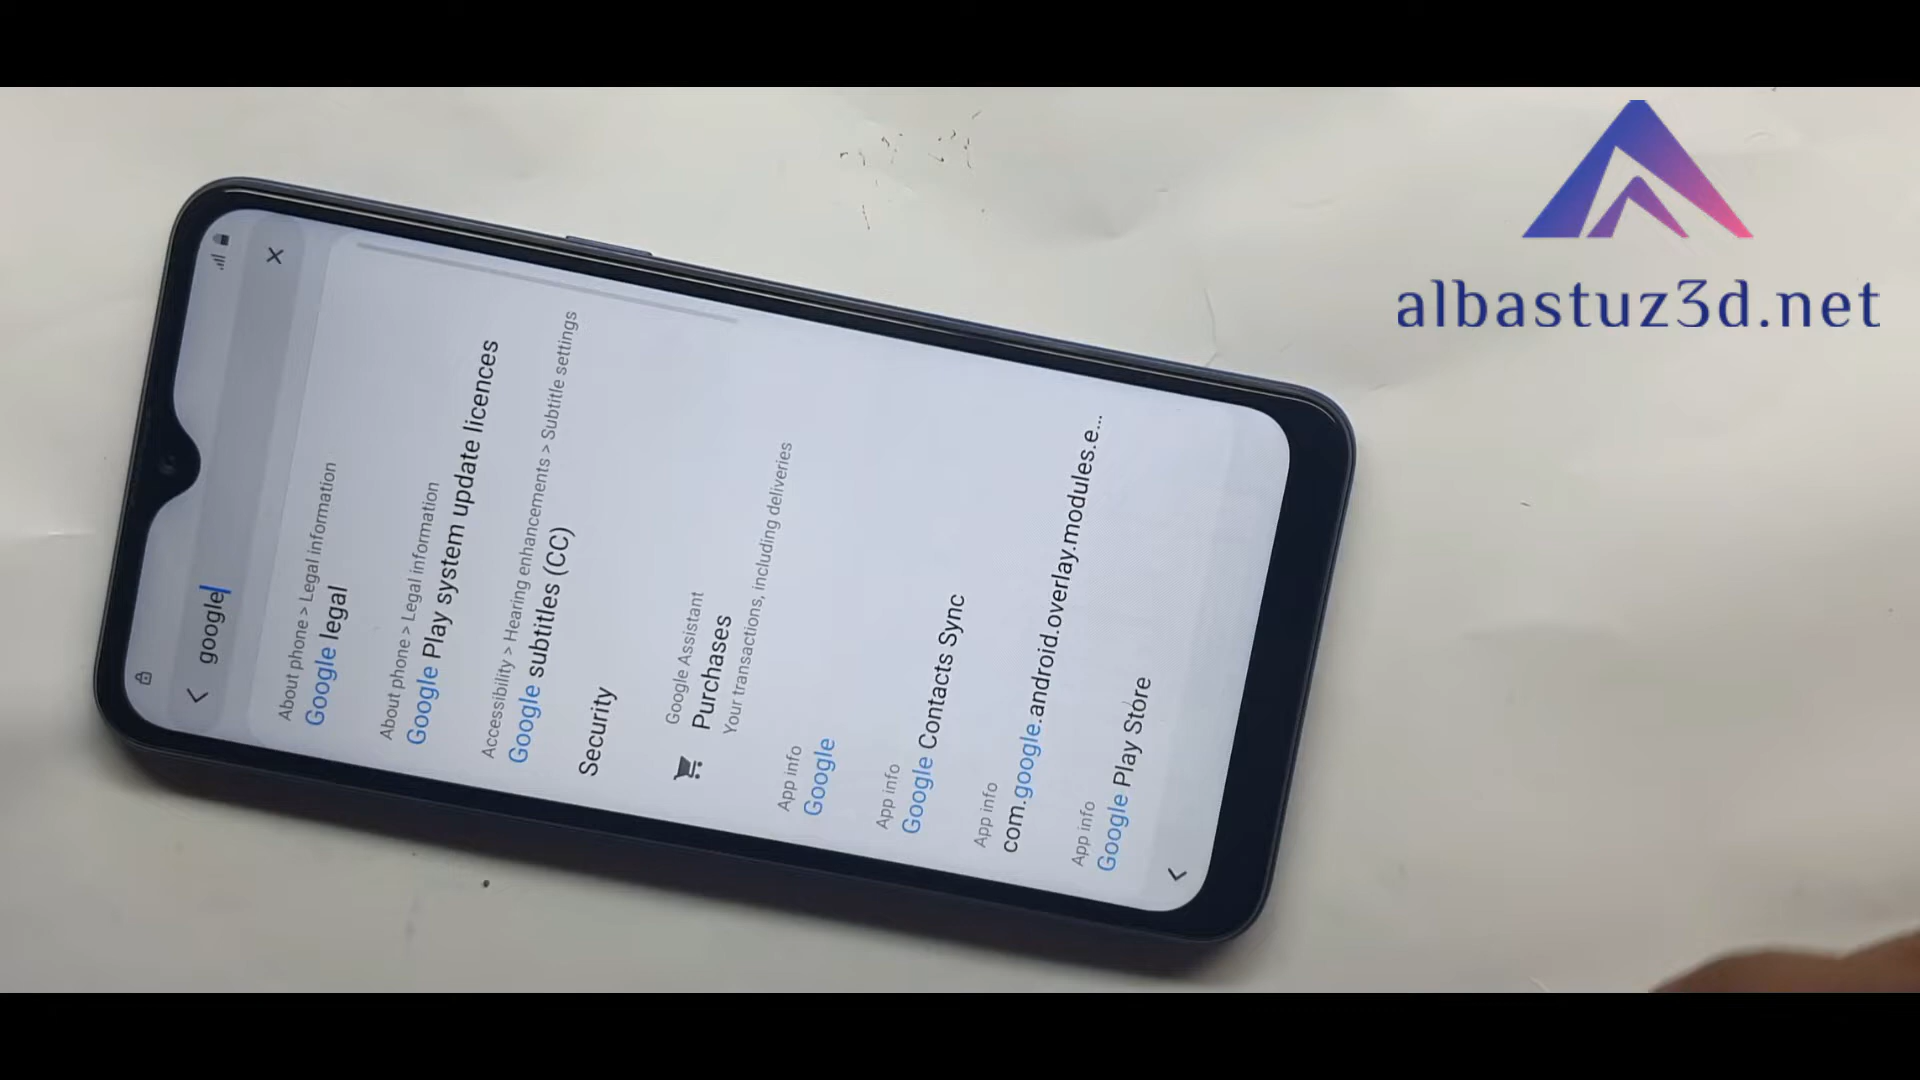 google
About phone > Legal information
Google legal
About phone > Legal information
Google Play system update licences
Accessibility > Hearing enhancements > Subtitle settings
Google subtitles (CC)
Security
Google Assistant
Purchases
Your transactions, including deliveries
App info
Google
App info
Google Contacts Sync
App info
com.google.android.overlay.modules.e...
App info
Google Play Store
albastuz3d.net